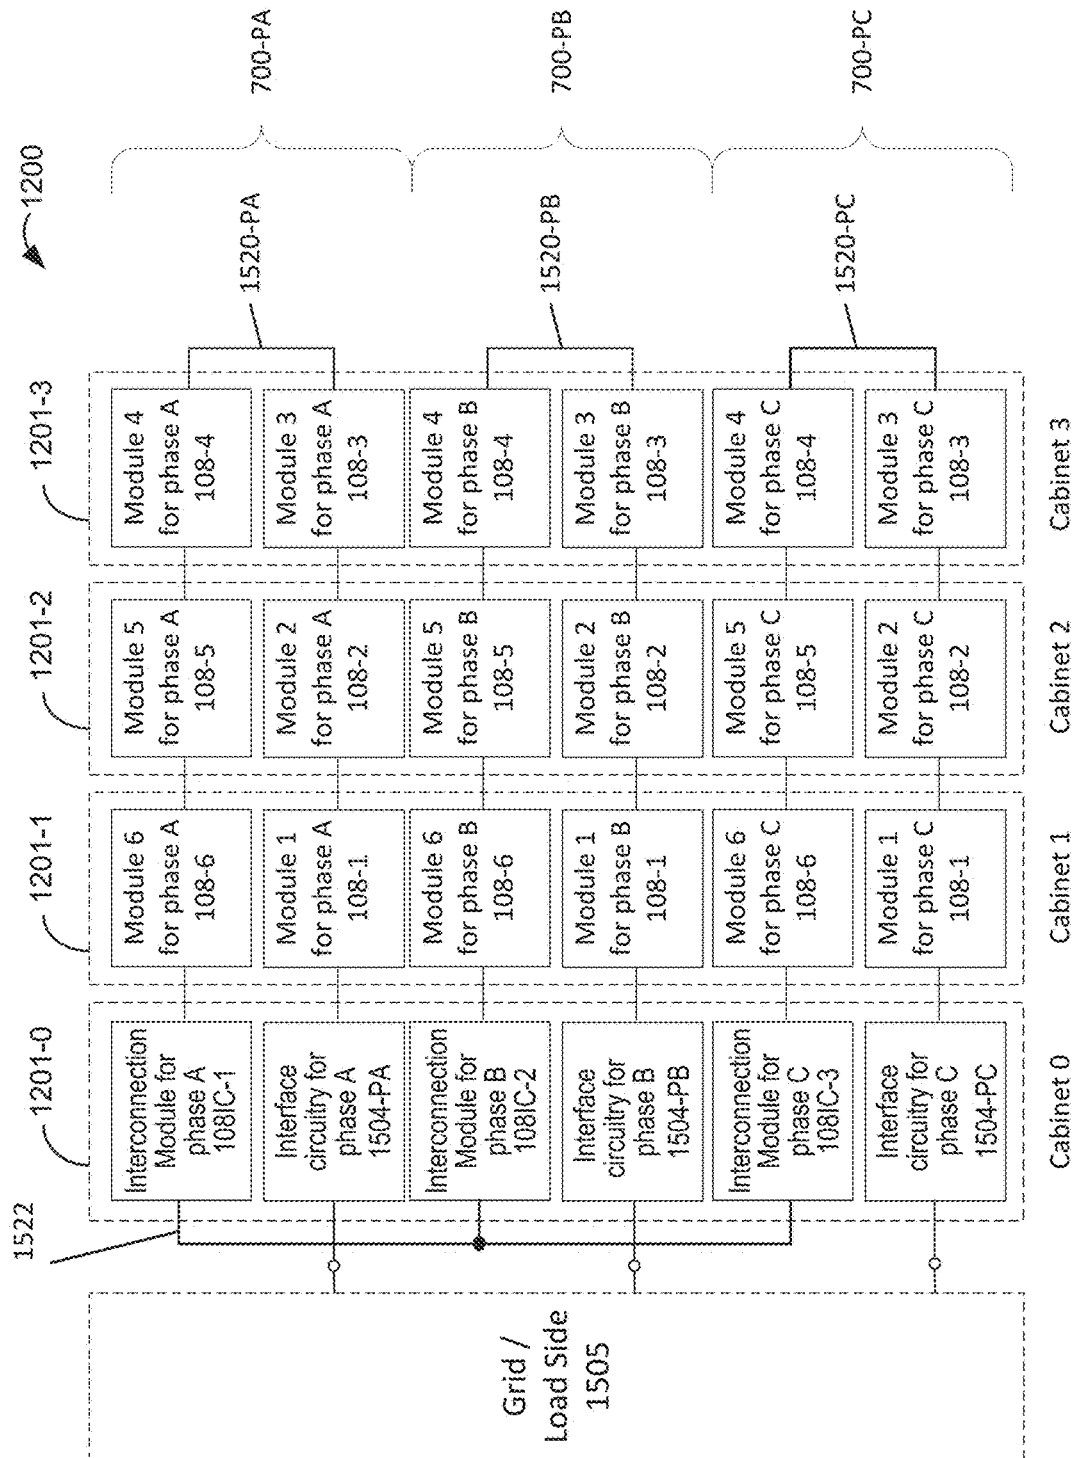 1200
1201-0
1201-1
1201-2
1201-3
1522
Grid /
Load Side
1505
Interconnection
Module for
phase A
108IC-1
Module 6
for phase A
108-6
Module 5
for phase A
108-5
Module 4
for phase A
108-4
1520-PA
700-PA
Interface
circuitry for
phase A
1504-PA
Module 1
for phase A
108-1
Module 2
for phase A
108-2
Module 3
for phase A
108-3
Interconnection
Module for
phase B
108IC-2
Module 6
for phase B
108-6
Module 5
for phase B
108-5
Module 4
for phase B
108-4
1520-PB
700-PB
Interface
circuitry for
phase B
1504-PB
Module 1
for phase B
108-1
Module 2
for phase B
108-2
Module 3
for phase B
108-3
Interconnection
Module for
phase C
108IC-3
Module 6
for phase C
108-6
Module 5
for phase C
108-5
Module 4
for phase C
108-4
1520-PC
700-PC
Interface
circuitry for
phase C
1504-PC
Module 1
for phase C
108-1
Module 2
for phase C
108-2
Module 3
for phase C
108-3
Cabinet 0
Cabinet 1
Cabinet 2
Cabinet 3